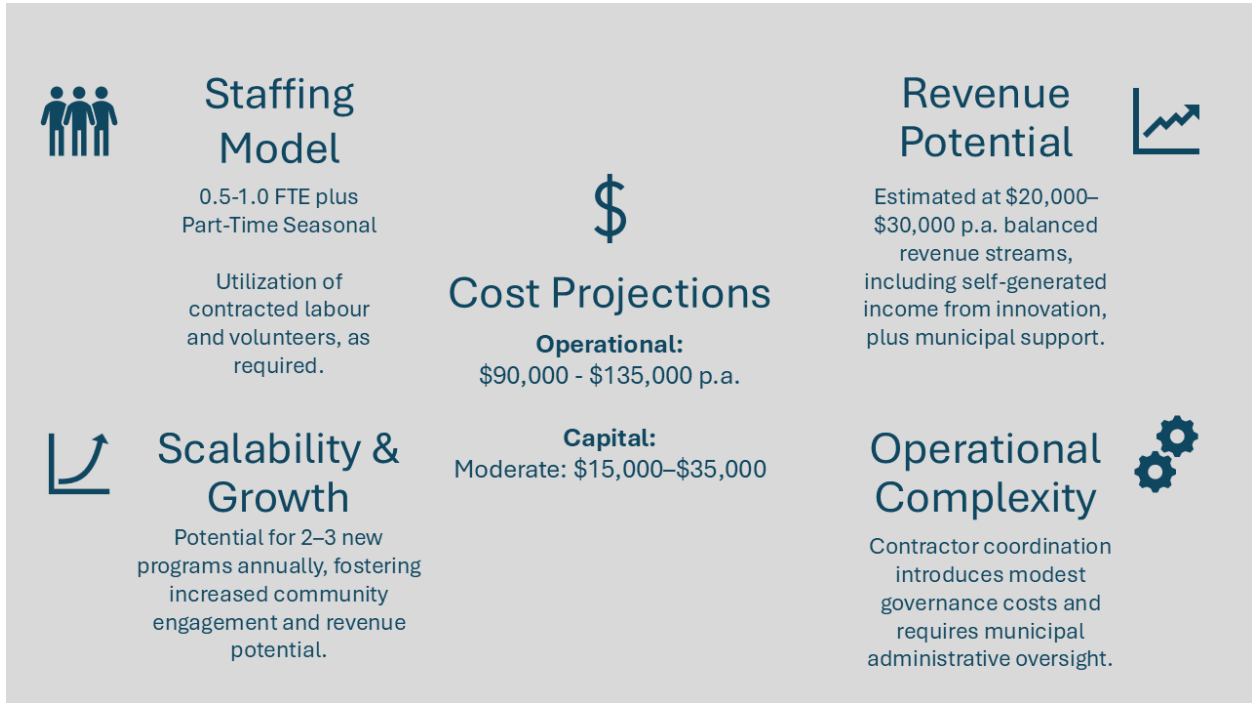 Staffing
Model
0.5-1.0 FTE plus
Part-Time Seasonal
Utilization of
contracted labour
and volunteers, as
required.
Scalability &
Growth
Potential for 2–3 new
programs annually, fostering
increased community
engagement and revenue
potential.
$
Cost Projections
Operational:
$90,000 - $135,000 p.a.
Capital:
Moderate: $15,000–$35,000
Revenue
Potential
Estimated at $20,000–
$30,000 p.a. balanced
revenue streams,
including self-generated
income from innovation,
plus municipal support.
Operational
Complexity
Contractor coordination
introduces modest
governance costs and
requires municipal
administrative oversight.